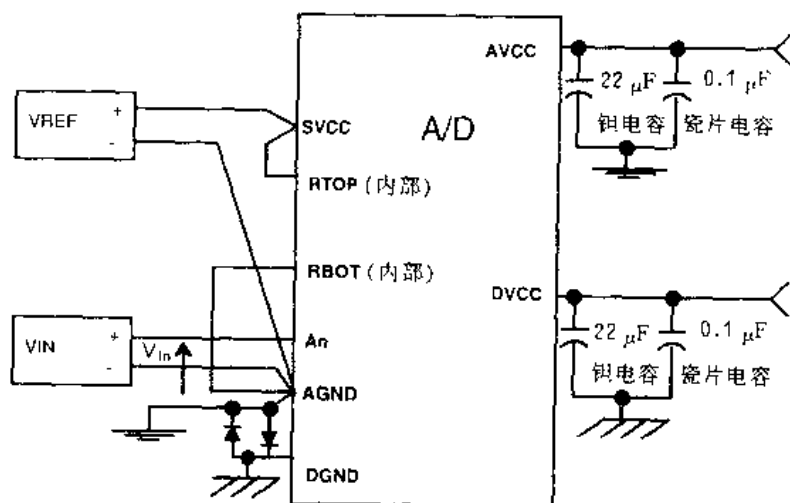 AVCC
22 μF
0.1 μF
钽电容
瓷片电容
VREF
+
-
SVCC
A/D
RTOP (内部)
RBOT (内部)
DVCC
22 μF
0.1 μF
钽电容
瓷片电容
VIN
+
-
Vin
An
AGND
DGND